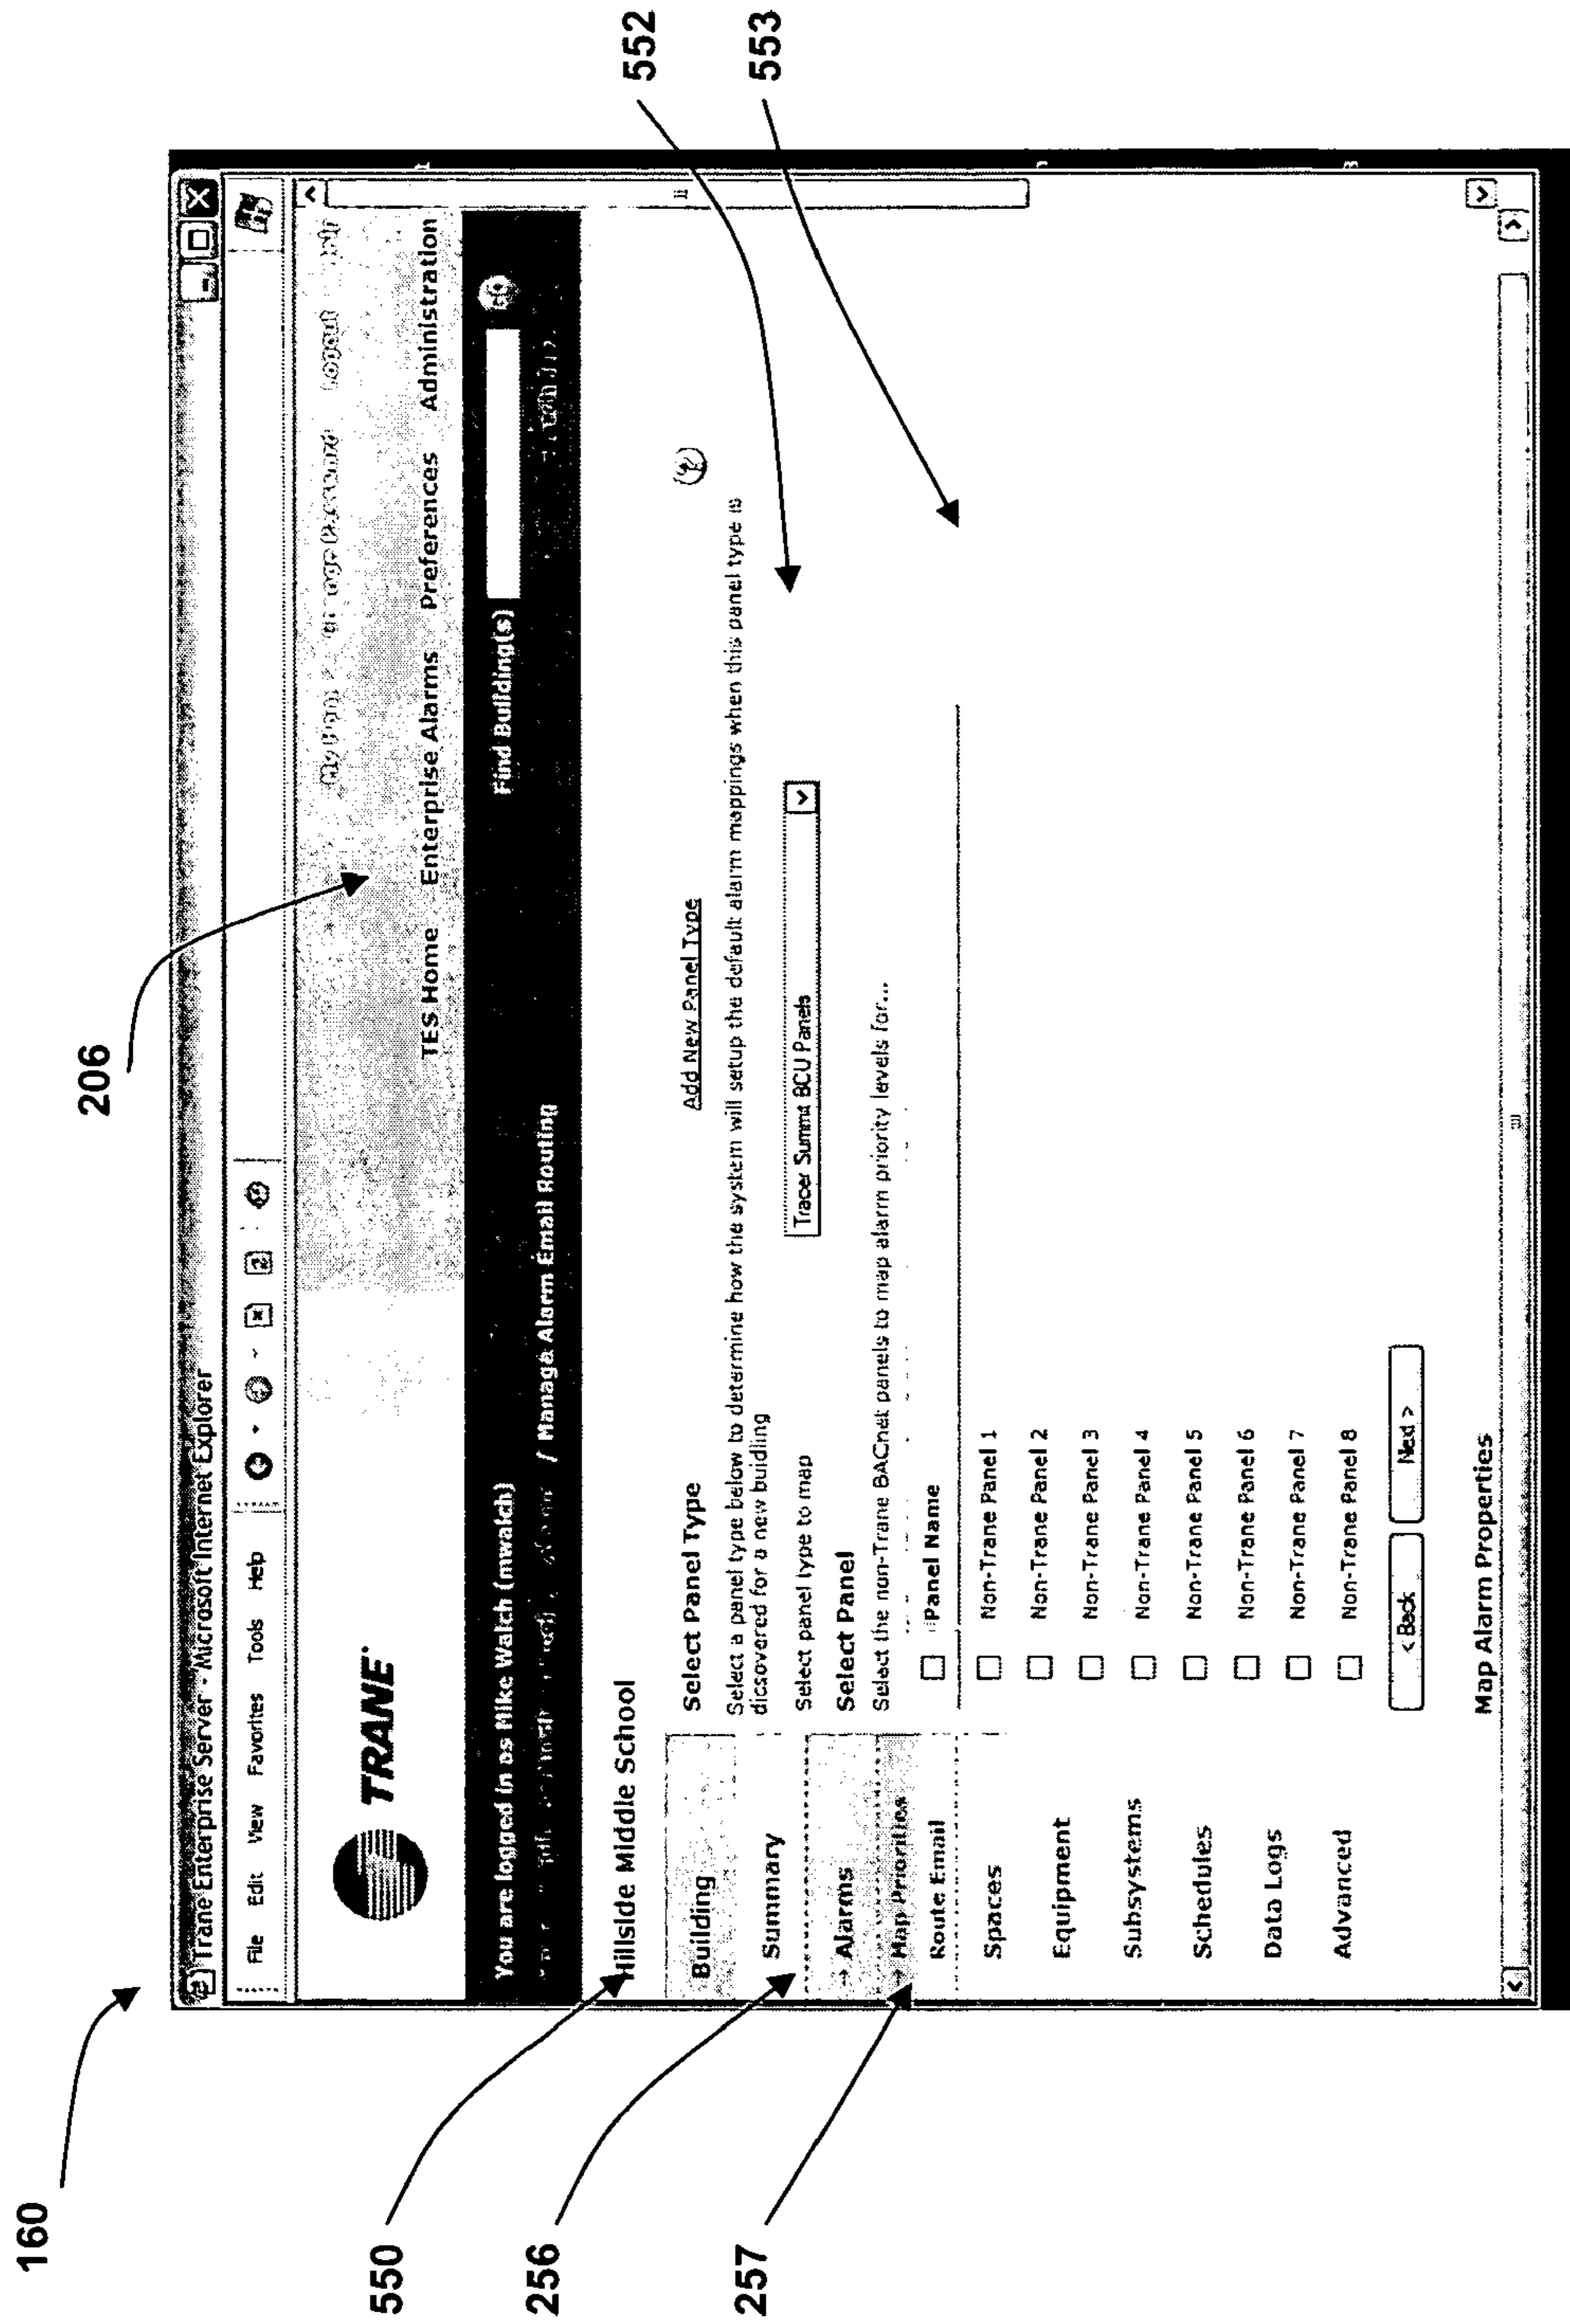 160
206
Trane Enterprise Server - Microsoft Internet Explorer
File Edit View Favorites Tools Help
TRANE
Logout
TES Home Enterprise Alarms Preferences Administration
You are logged in as Mike Walch (mwalch)
Find Building(s)
/ Manage Alarm Email Routing
550
Hillside Middle School
256
257
Building
Summary
→ Alarms
→ Map Priorities
Route Email
Spaces
Equipment
Subsystems
Schedules
Data Logs
Advanced
Select Panel Type
Add New Panel Type
Select a panel type below to determine how the system will setup the default alarm mappings when this panel type is
dicsovered for a new buidling
Select panel type to map
Tracer Summit BCU Panels
552
Select Panel
Select the non-Trane BACnet panels to map alarm priority levels for...
553
Panel Name
Non-Trane Panel 1
Non-Trane Panel 2
Non-Trane Panel 3
Non-Trane Panel 4
Non-Trane Panel 5
Non-Trane Panel 6
Non-Trane Panel 7
Non-Trane Panel 8
< Back
Next >
Map Alarm Properties